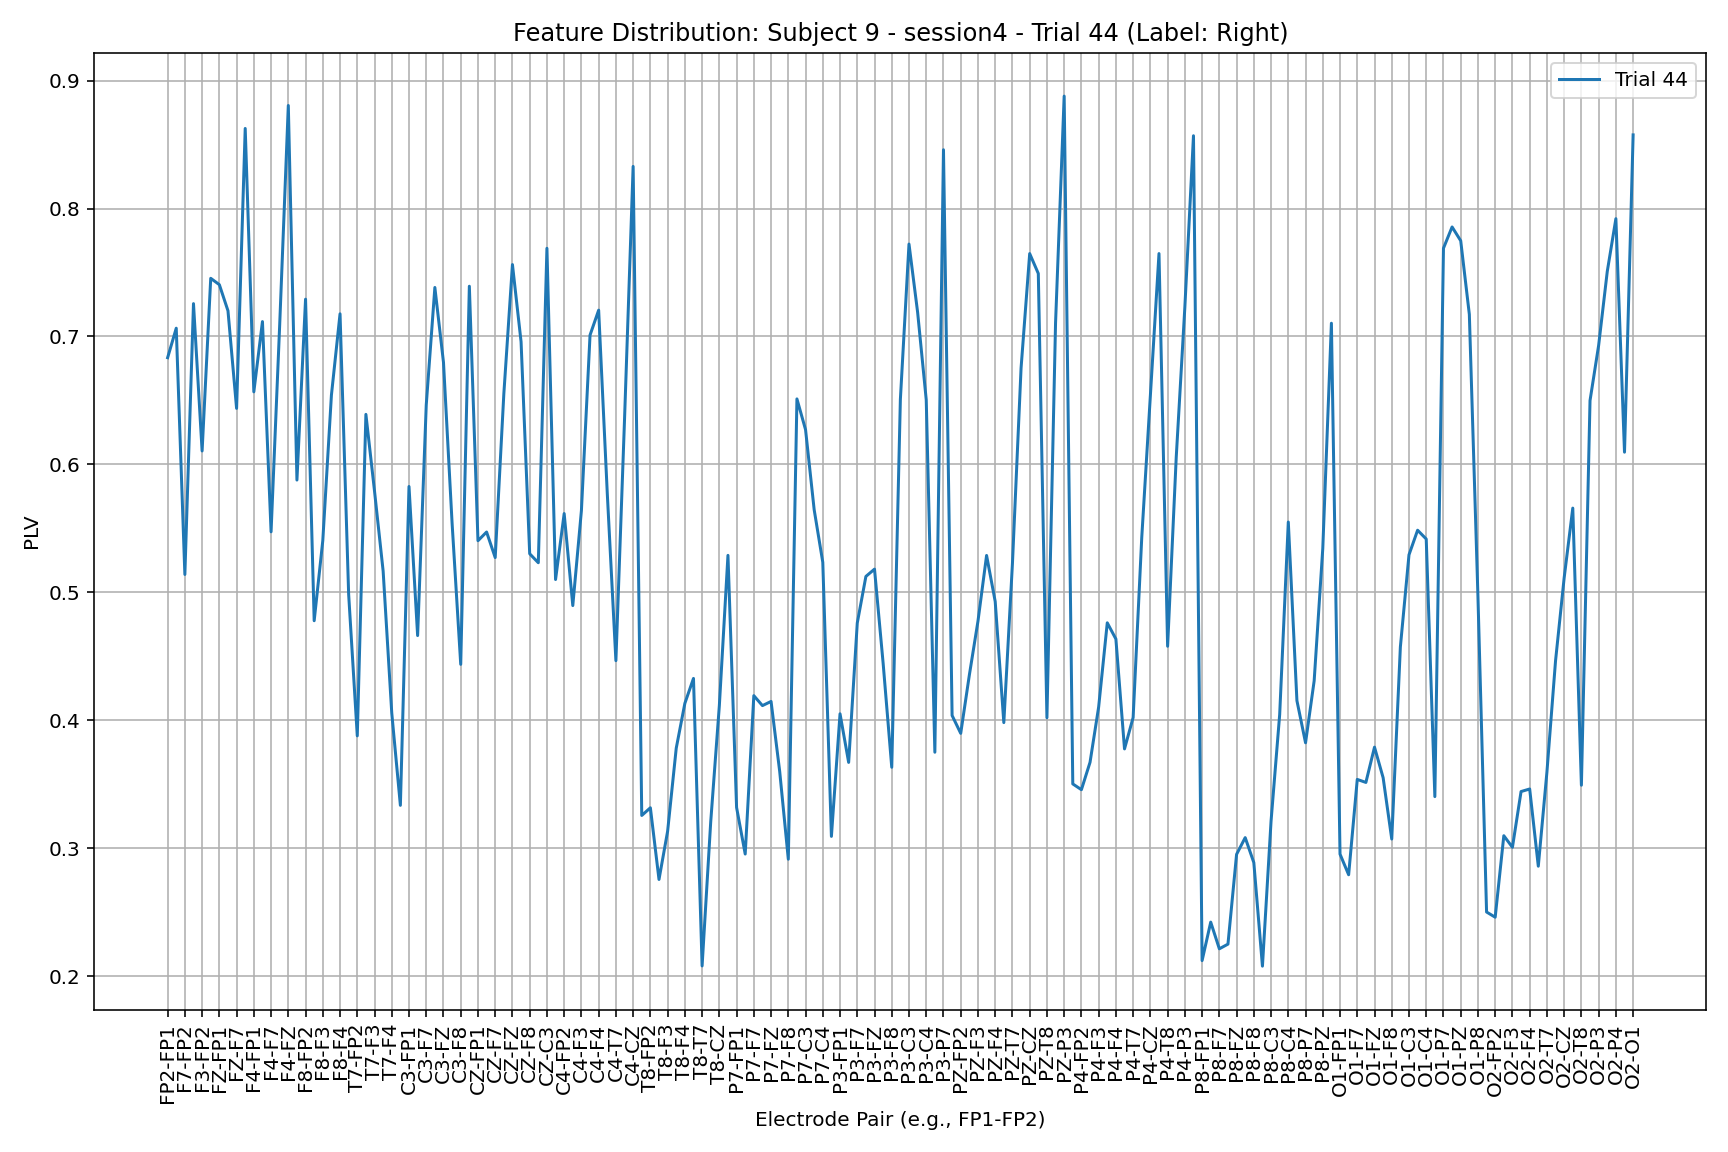 Feature Distribution: Subject 9 - session4 - Trial 44 (Label: Right)
Trial 44
0.9
0.8
0.7
0.6
0.5
0.4
0.3
0.2
PLV
FP2-FP1
F7-FP2
F3-FP2
FZ-FP1
FZ-F7
F4-FP1
F4-F7
F4-FZ
F8-FP2
F8-F3
F8-F4
T7-FP2
T7-F3
T7-F4
C3-FP1
C3-F7
C3-FZ
C3-F8
CZ-FP1
CZ-F7
CZ-FZ
CZ-F8
CZ-C3
C4-FP2
C4-F3
C4-F4
C4-T7
C4-CZ
T8-FP2
T8-F3
T8-F4
T8-T7
T8-CZ
P7-FP1
P7-F7
P7-FZ
P7-F8
P7-C3
P7-C4
P3-FP1
P3-F7
P3-FZ
P3-F8
P3-C3
P3-C4
P3-P7
PZ-FP2
PZ-F3
PZ-F4
PZ-T7
PZ-CZ
PZ-T8
PZ-P3
P4-FP2
P4-F3
P4-F4
P4-T7
P4-CZ
P4-T8
P4-P3
P8-FP1
P8-F7
P8-FZ
P8-F8
P8-C3
P8-C4
P8-P7
P8-PZ
O1-FP1
O1-F7
O1-FZ
O1-F8
O1-C3
O1-C4
O1-P7
O1-PZ
O1-P8
O2-FP2
O2-F3
O2-F4
O2-T7
O2-CZ
O2-T8
O2-P3
O2-P4
O2-O1
Electrode Pair (e.g., FP1-FP2)